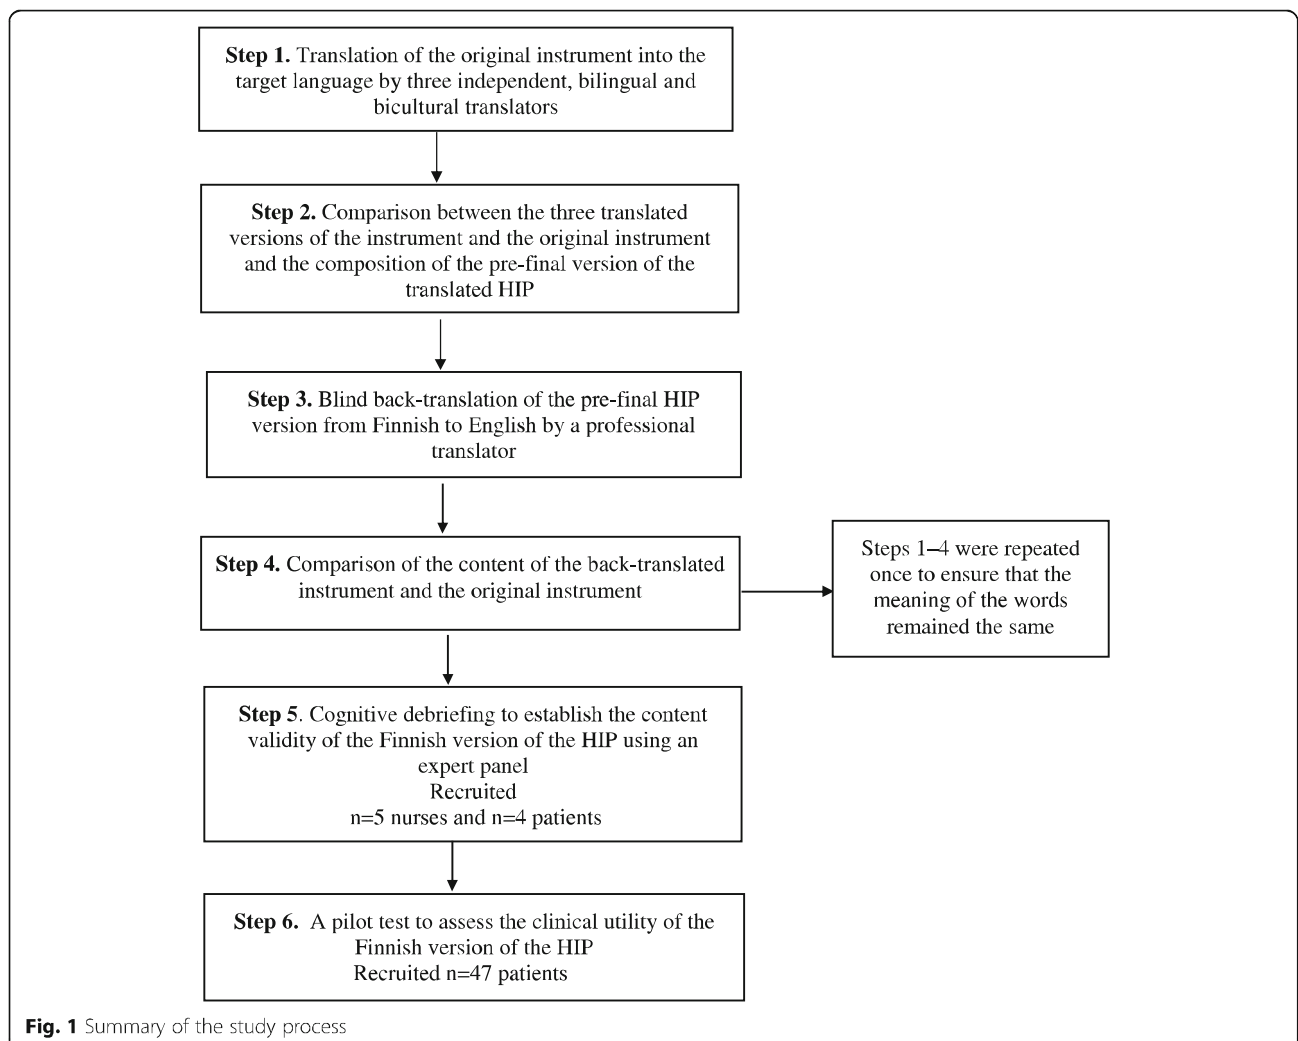 Step 1. Translation of the original instrument into the
target language by three independent, bilingual and
bicultural translators
Step 2. Comparison between the three translated
versions of the instrument and the original instrument
and the composition of the pre-final version of the
translated HIP
Step 3. Blind back-translation of the pre-final HIP
version from Finnish to English by a professional
translator
Step 4. Comparison of the content of the back-translated
instrument and the original instrument
Steps 1–4 were repeated
once to ensure that the
meaning of the words
remained the same
Step 5. Cognitive debriefing to establish the content
validity of the Finnish version of the HIP using an
expert panel
Recruited
n=5 nurses and n=4 patients
Step 6. A pilot test to assess the clinical utility of the
Finnish version of the HIP
Recruited n=47 patients
Fig. 1 Summary of the study process